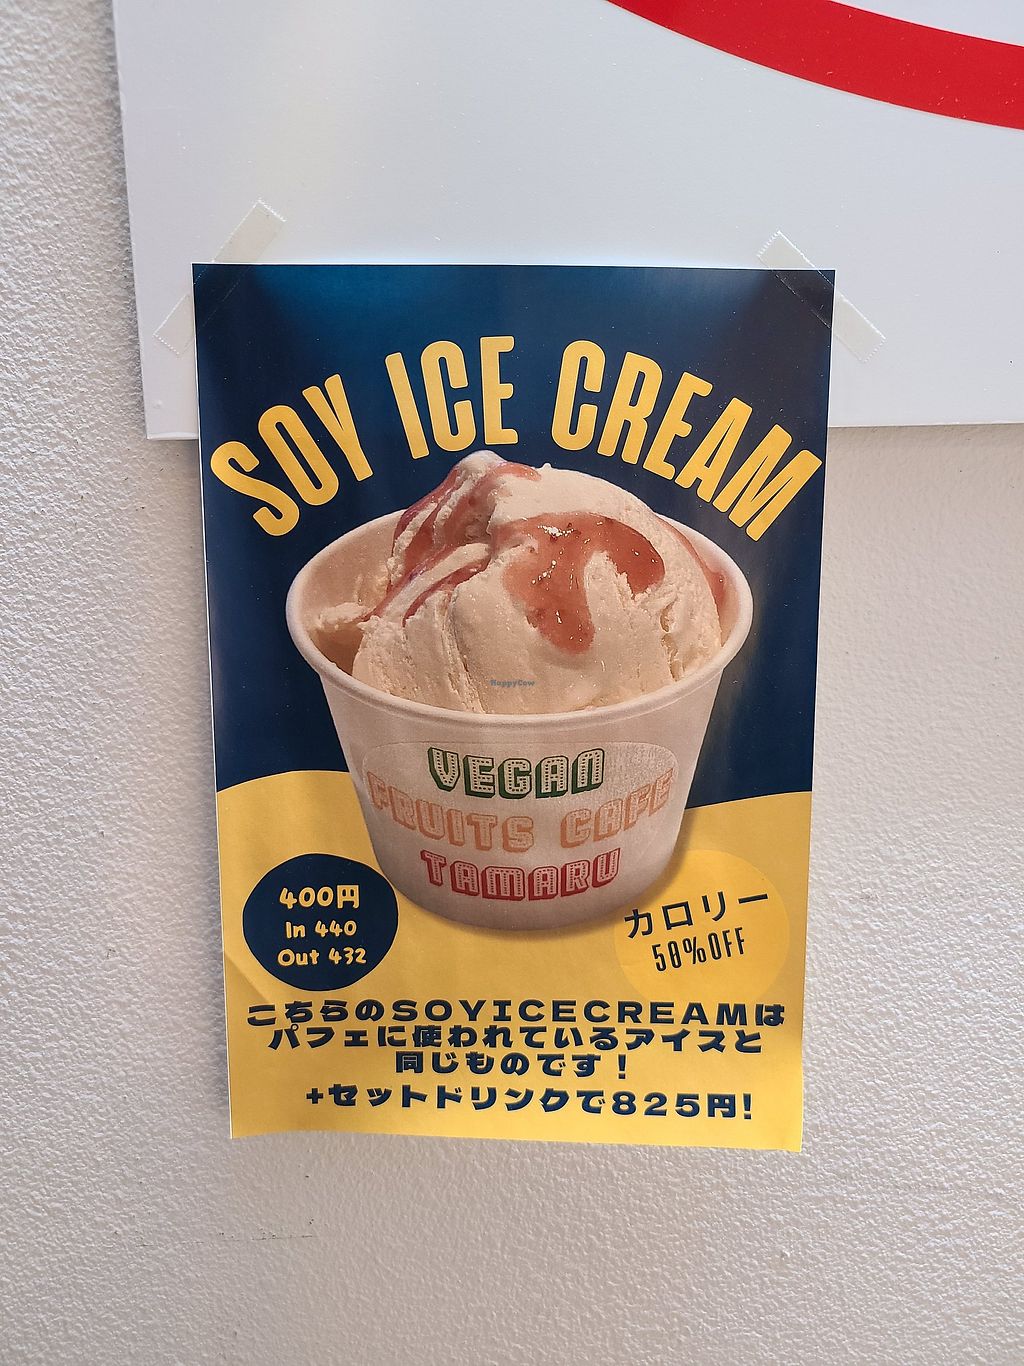 SOY ICE CREAM
HappyCow
VEGAN
FRUITS CAFE
TAMARU
400円
In 440
Out 432
カロリー
50%OFF
こちらのSOYICECREAMは
パフェに使われているアイスと
同じものです！
+セットドリンクで825円!